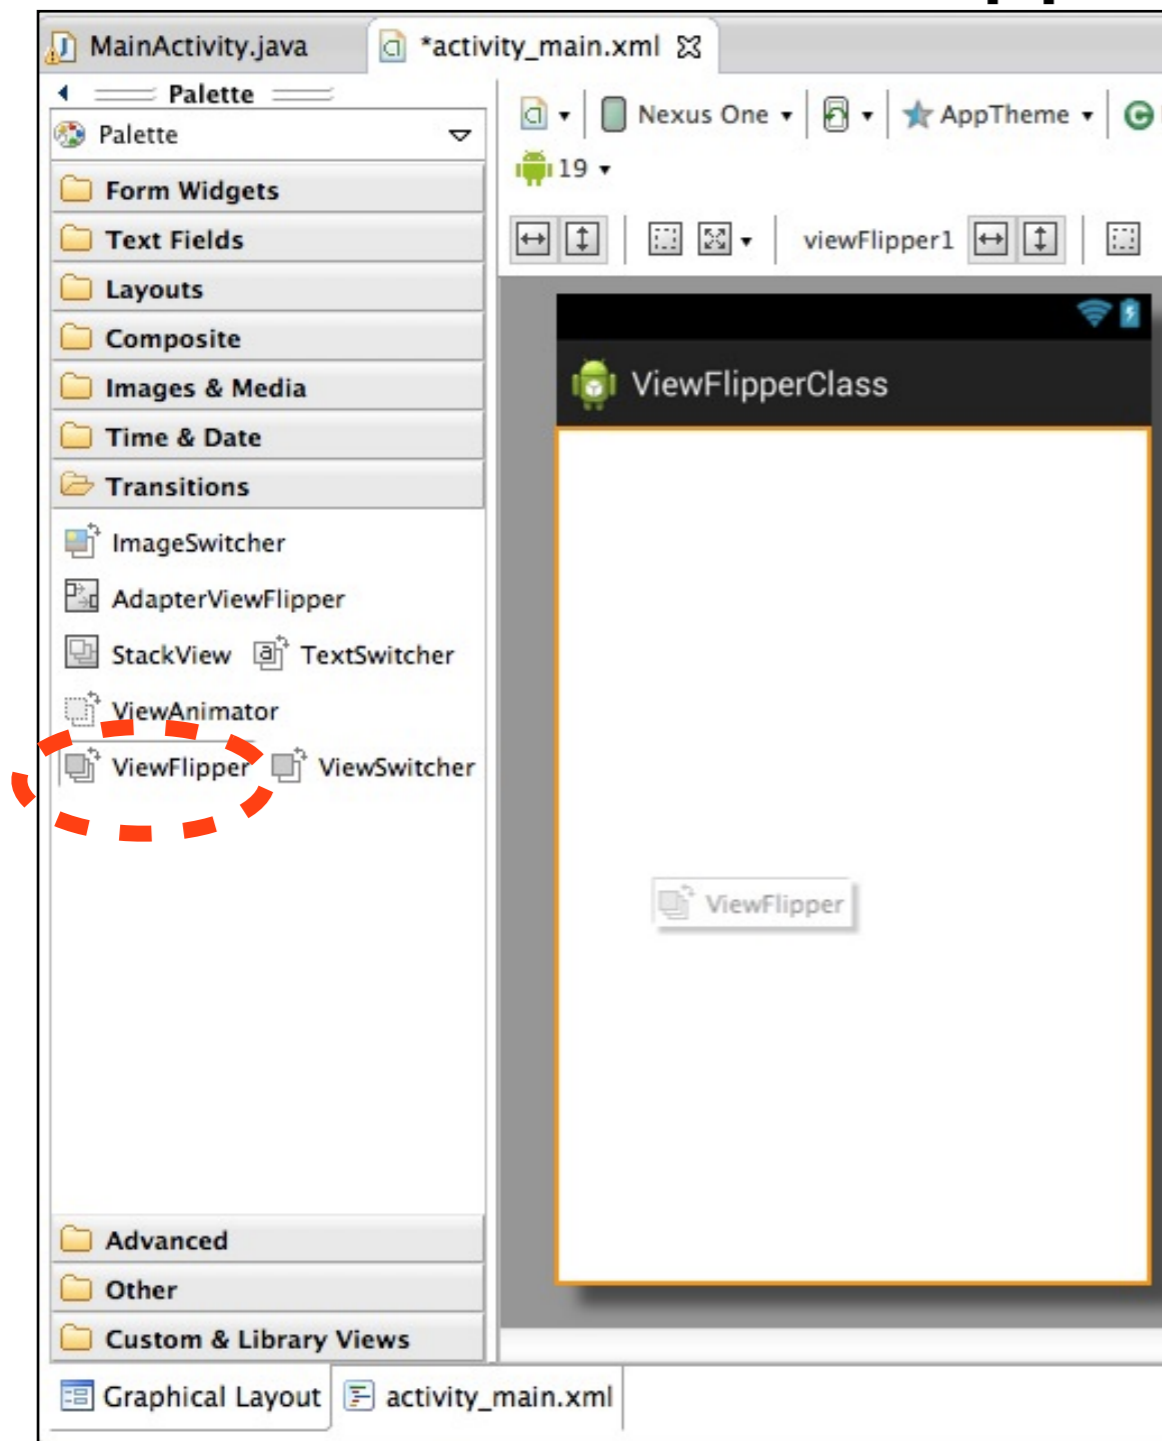 MainActivity.java
*activity_main.xml
Palette
Palette
Form Widgets
Text Fields
Layouts
Composite
Images & Media
Time & Date
Transitions
ImageSwitcher
AdapterViewFlipper
StackView TextSwitcher
ViewAnimator
ViewFlipper ViewSwitcher
Advanced
Other
Custom & Library Views
Graphical Layout activity_main.xml
Nexus One AppTheme
19
viewFlipper1
ViewFlipperClass
ViewFlipper